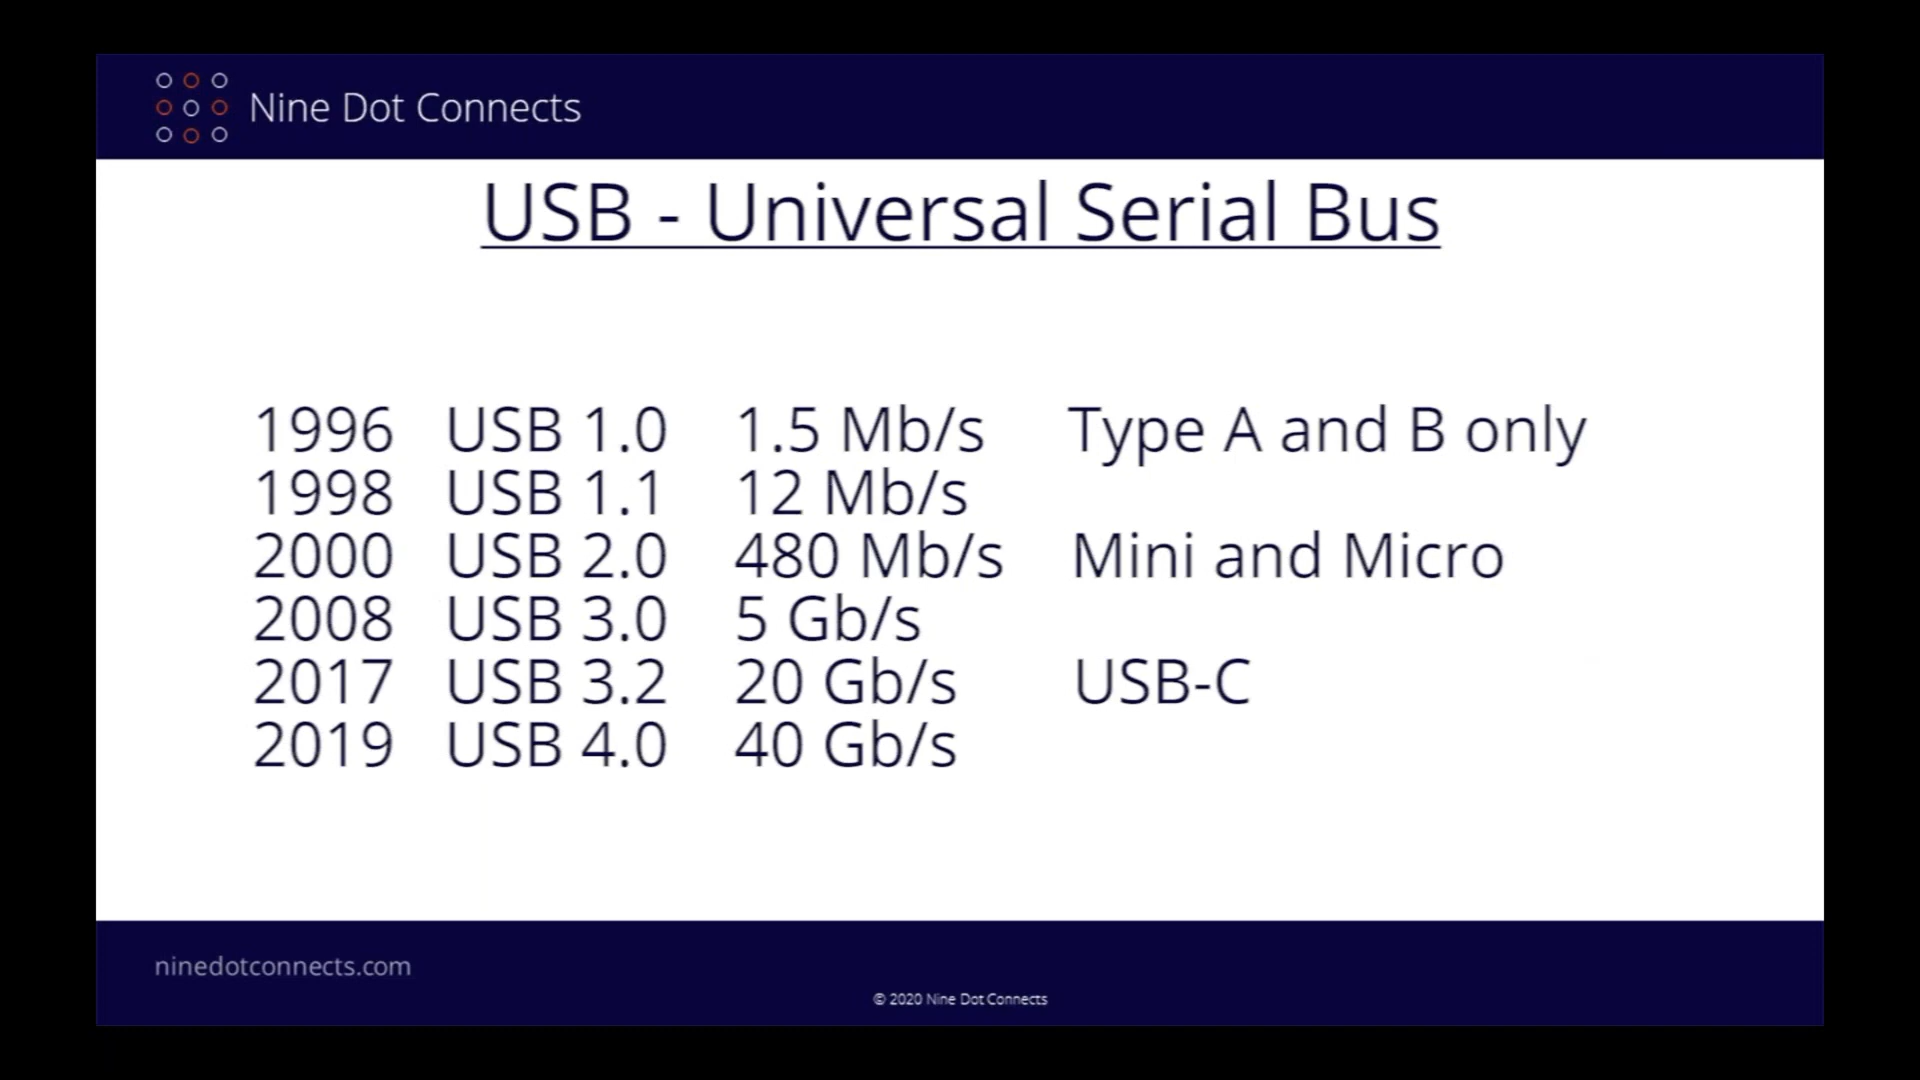 Nine Dot Connects
USB - Universal Serial Bus
1996 USB 1.0 1.5 Mb/s Type A and B only
1998 USB 1.1 12 Mb/s
2000 USB 2.0 480 Mb/s Mini and Micro
2008 USB 3.0 5 Gb/s
2017 USB 3.2 20 Gb/s USB-C
2019 USB 4.0 40 Gb/s
ninedotconnects.com
© 2020 Nine Dot Connects